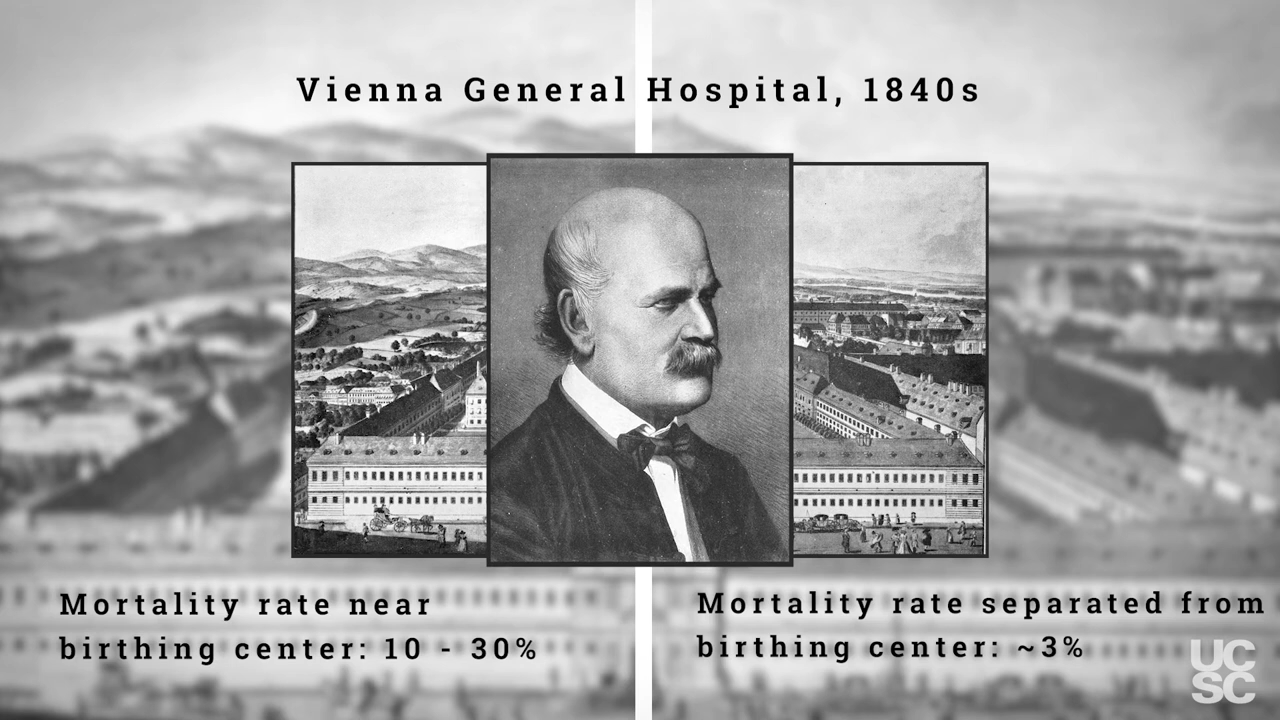 Vienna General Hospital, 1840s
Mortality rate near
birthing center: 10 - 30%
Mortality rate separated from
birthing center: ~3%
UC
SC